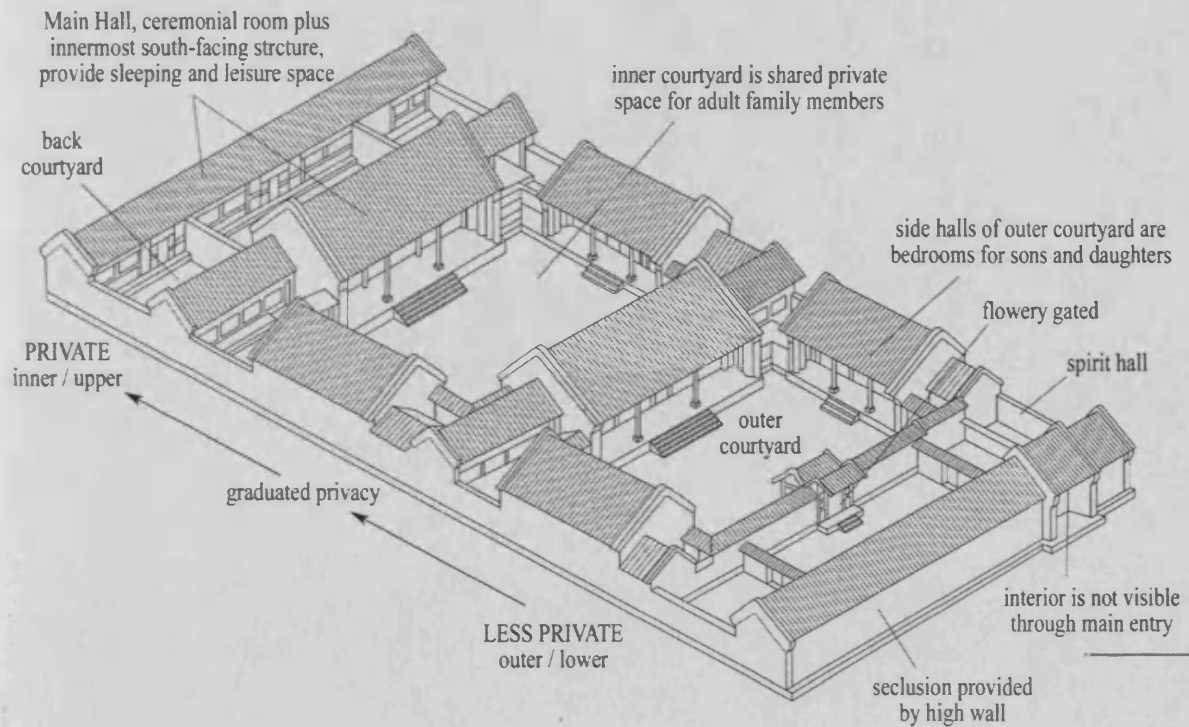 Main Hall, ceremonial room plus
innermost south-facing strcture,
provide sleeping and leisure space
inner courtyard is shared private
space for adult family members
back
courtyard
side halls of outer courtyard are
bedrooms for sons and daughters
flowery gated
spirit hall
PRIVATE
inner / upper
outer
courtyard
graduated privacy
interior is not visible
through main entry
LESS PRIVATE
outer / lower
seclusion provided
by high wall